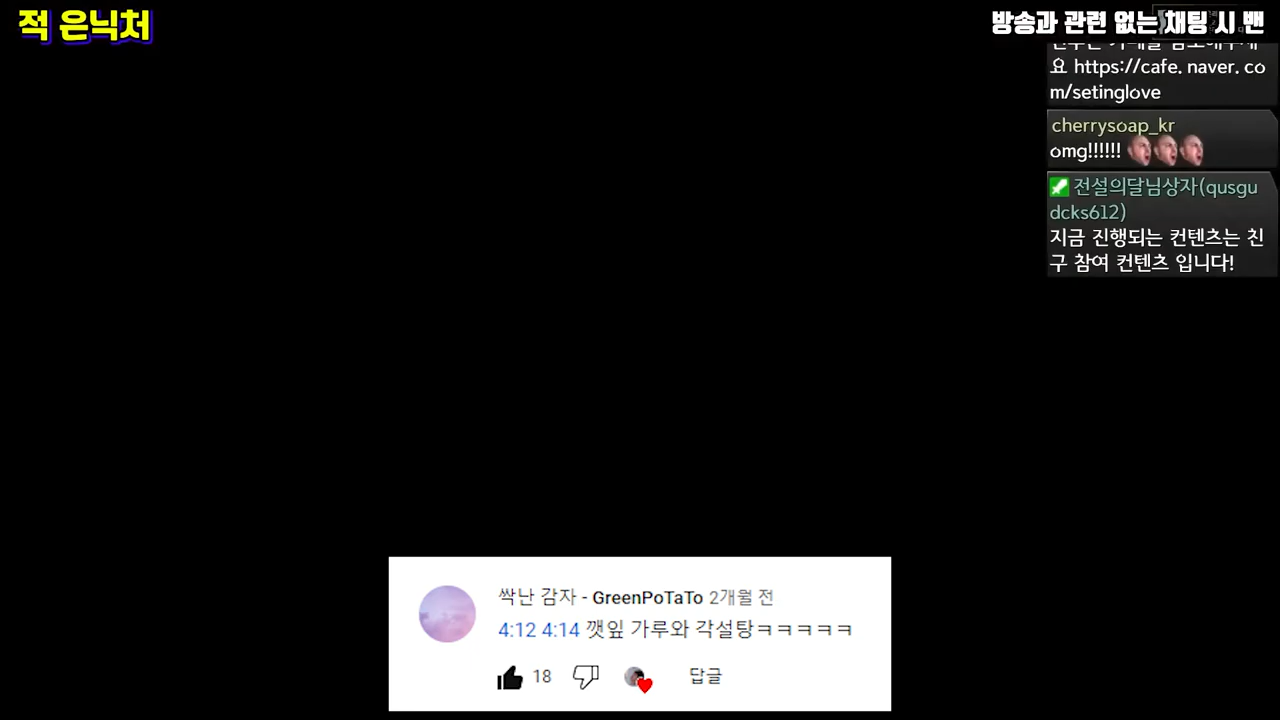 적 은닉처
방송과 관련 없는 채팅 시 밴
요 https://cafe.naver.co
m/setinglove
cherrysoap_kr
omg!!!!!!
전설의달님상자(qusgu
dcks612)
지금 진행되는 컨텐츠는 친
구 참여 컨텐츠 입니다!
싹난 감자 - GreenPoTaTo 2개월 전
4:12 4:14 깻잎 가루와 각설탕ㅋㅋㅋㅋㅋ
18 답글